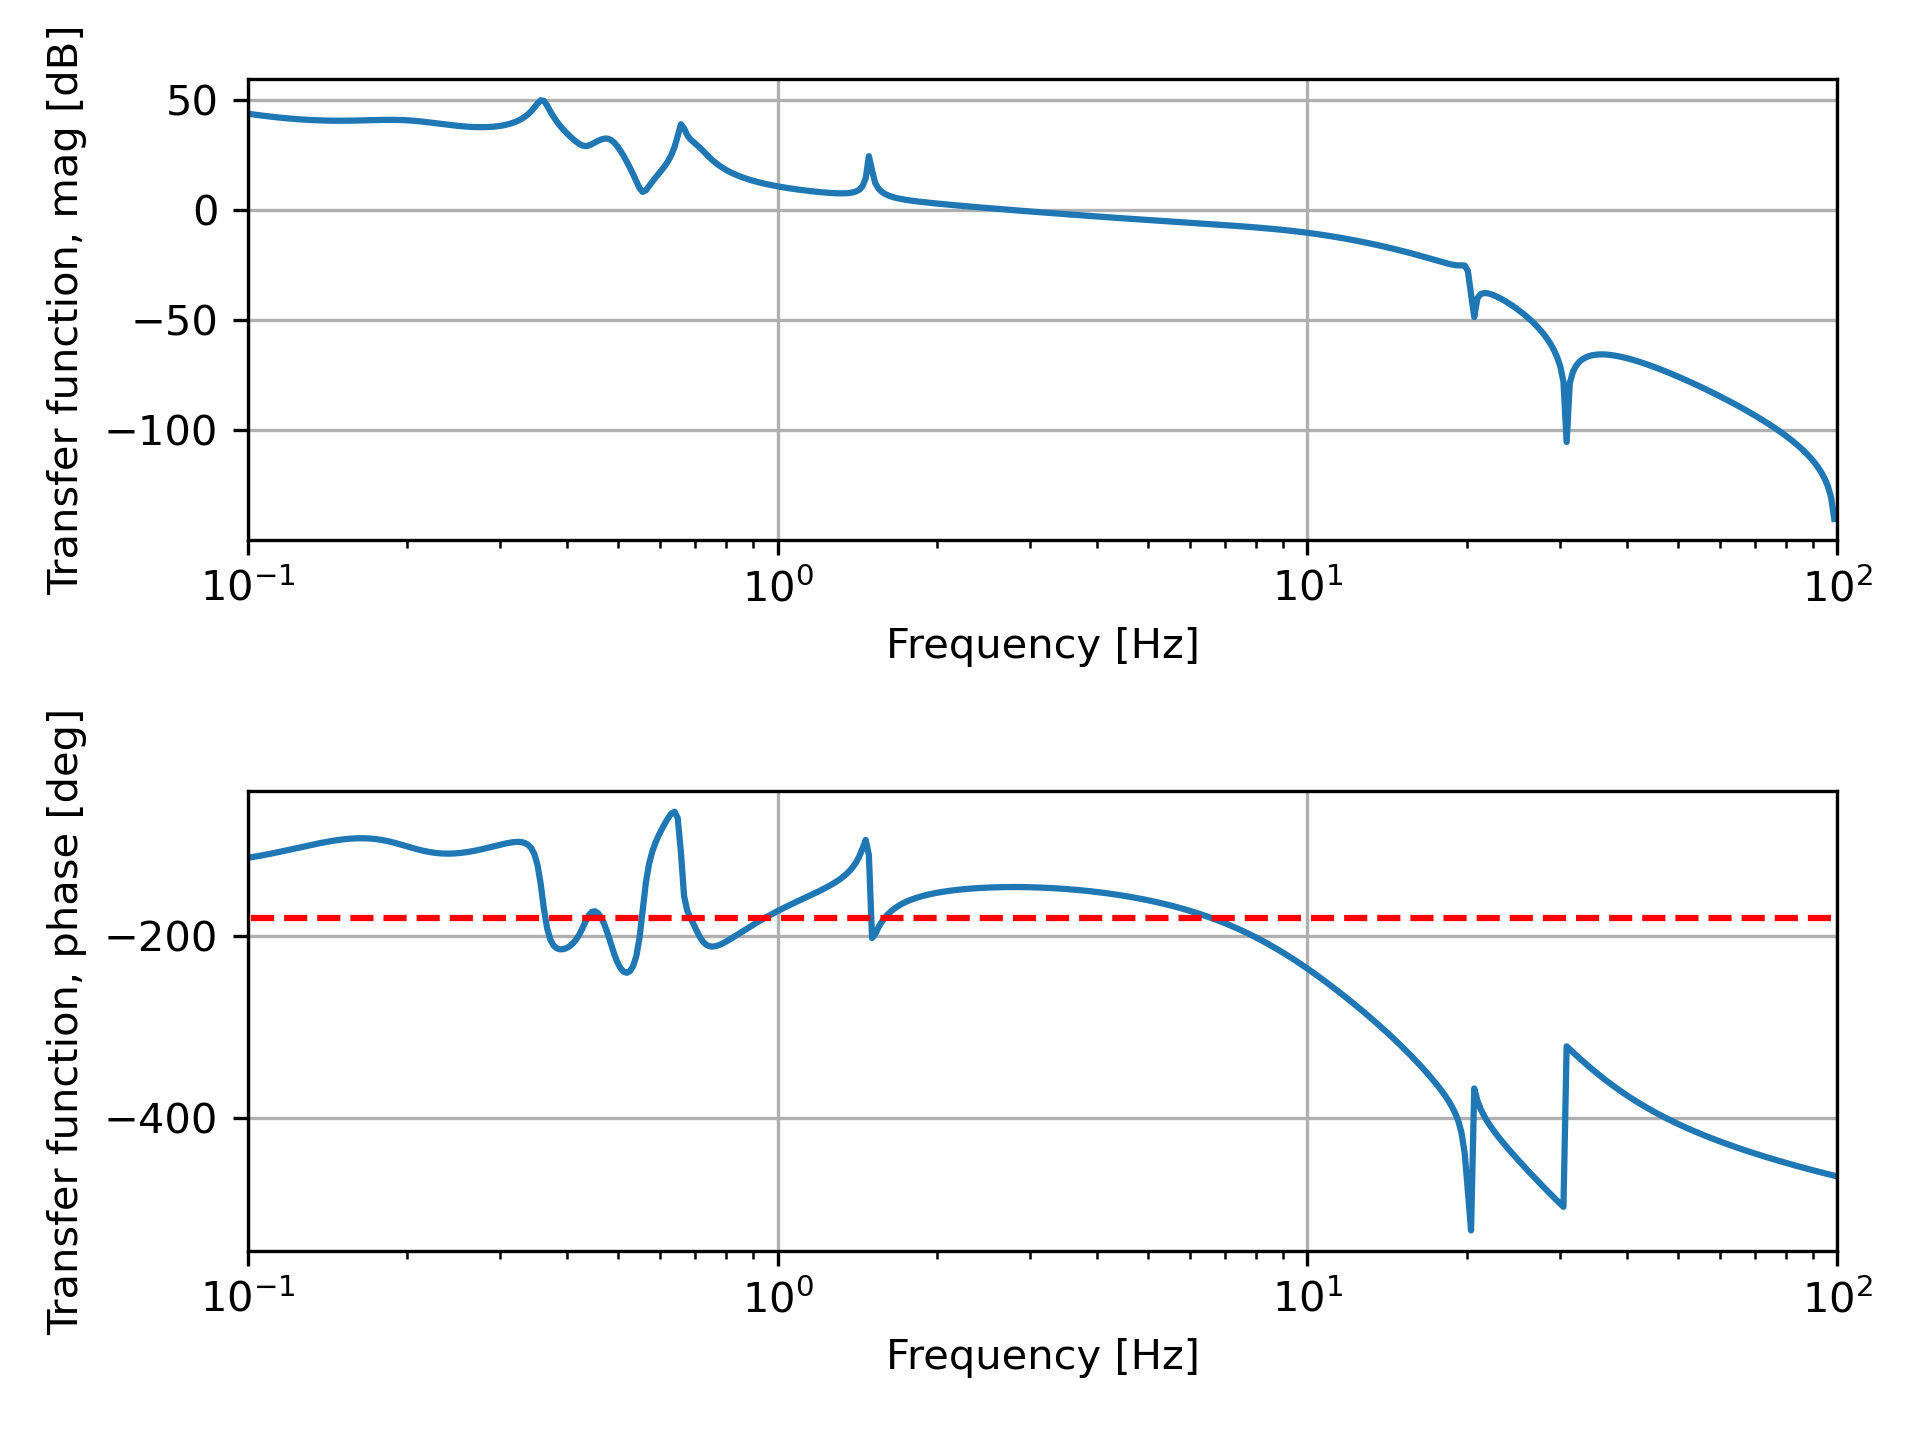 Transfer function, mag [dB]
50
0
−50
−100
10⁻¹ 10⁰ 10¹ 10²
Frequency [Hz]
Transfer function, phase [deg]
−200
−400
10⁻¹ 10⁰ 10¹ 10²
Frequency [Hz]